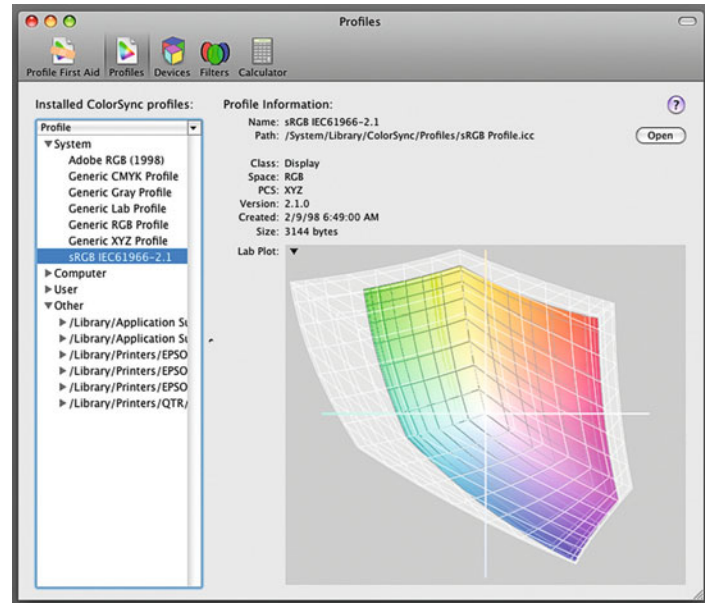 Profiles
Profile First Aid Profiles Devices Filters Calculator
Installed ColorSync profiles:
Profile
System
Adobe RGB (1998)
Generic CMYK Profile
Generic Gray Profile
Generic Lab Profile
Generic RGB Profile
Generic XYZ Profile
sRGB IEC61966-2.1
Computer
User
Other
/Library/Application Su
/Library/Application Su
/Library/Printers/EPSO
/Library/Printers/EPSO
/Library/Printers/EPSO
/Library/Printers/QTR/
Profile Information:
?
Name: sRGB IEC61966-2.1
Path: /System/Library/ColorSync/Profiles/sRGB Profile.icc
Open
Class: Display
Space: RGB
PCS: XYZ
Version: 2.1.0
Created: 2/9/98 6:49:00 AM
Size: 3144 bytes
Lab Plot: